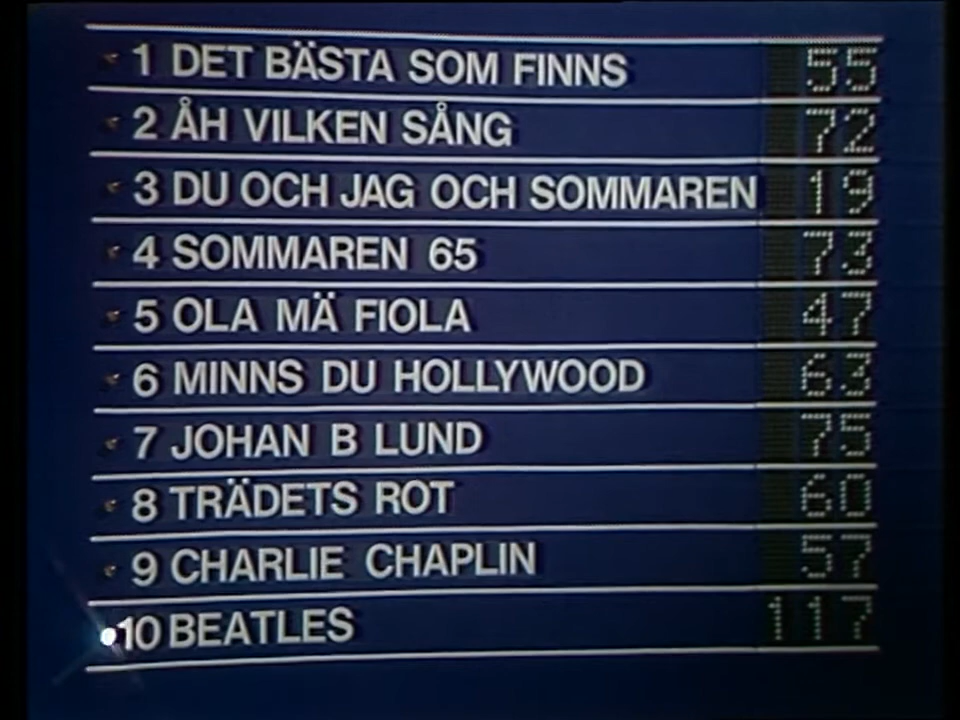 1 DET BÄSTA SOM FINNS 55
2 ÅH VILKEN SÅNG 72
3 DU OCH JAG OCH SOMMAREN 19
4 SOMMAREN 65 73
5 OLA MÄ FIOLA 47
6 MINNS DU HOLLYWOOD 63
7 JOHAN B LUND 75
8 TRÄDETS ROT 60
9 CHARLIE CHAPLIN 57
10 BEATLES 117